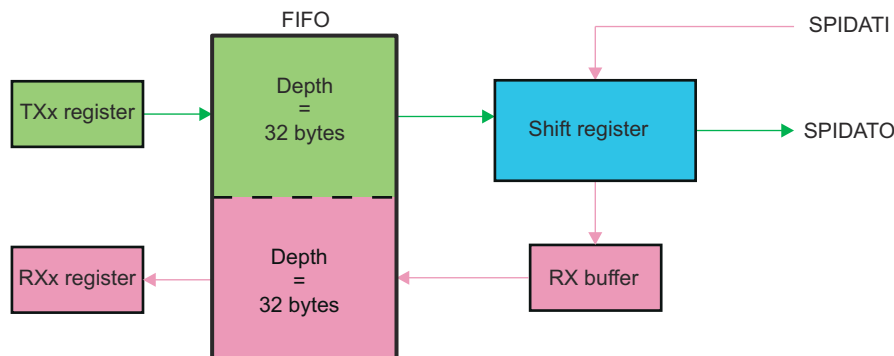 FIFO
SPIDATI
TXx register
Depth
=
32 bytes
Shift register
SPIDATO
RXx register
Depth
=
32 bytes
RX buffer